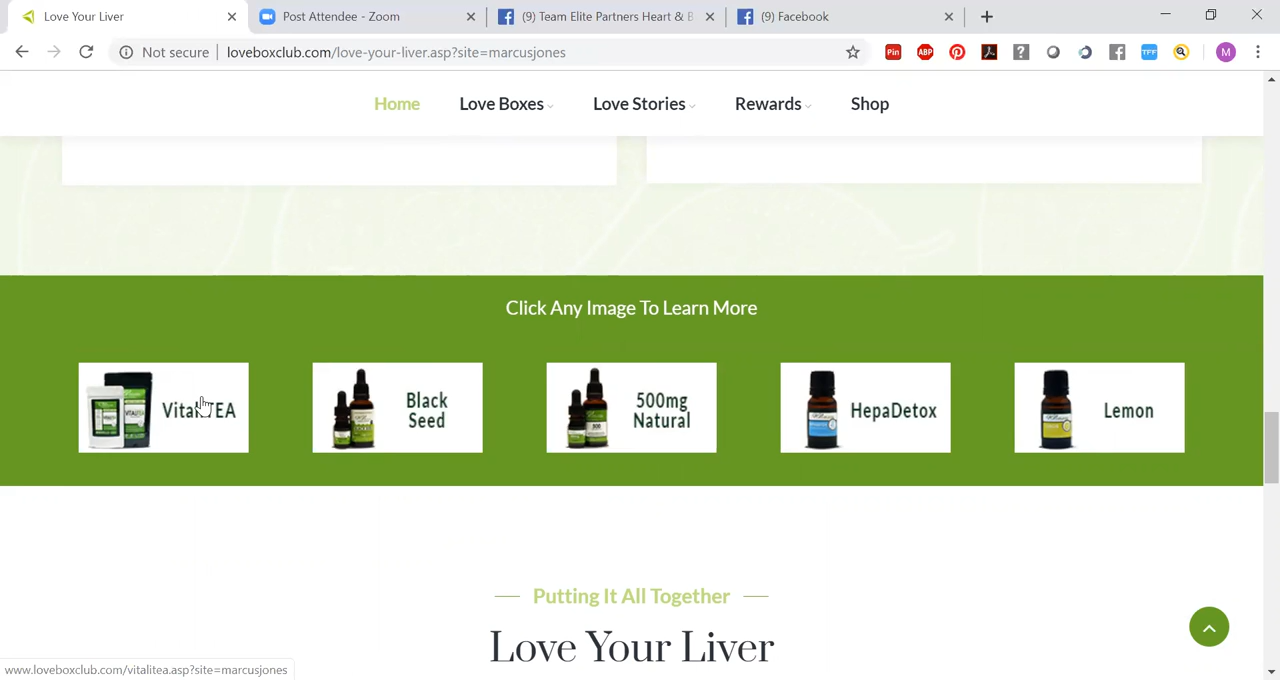 Love Your Liver
Post Attendee - Zoom
(9) Team Elite Partners Heart & B
(9) Facebook
Not secure
loveboxclub.com/love-your-liver.asp?site=marcusjones
Pin
ABP
TFF
M
Home
Love Boxes
Love Stories
Rewards
Shop
Click Any Image To Learn More
VitaliTEA
Black
Seed
500mg
Natural
HepaDetox
Lemon
Putting It All Together
Love Your Liver
www.loveboxclub.com/vitalitea.asp?site=marcusjones